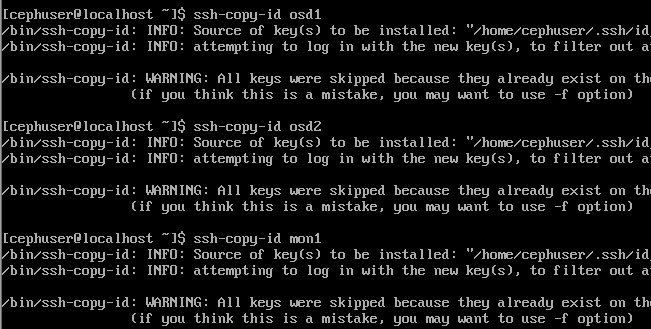 [cephuser@localhost ~]$ ssh-copy-id osd1
/bin/ssh-copy-id: INFO: Source of key(s) to be installed: "/home/cephuser/.ssh/id_
/bin/ssh-copy-id: INFO: attempting to log in with the new key(s), to filter out a
/bin/ssh-copy-id: WARNING: All keys were skipped because they already exist on the
(if you think this is a mistake, you may want to use -f option)
[cephuser@localhost ~]$ ssh-copy-id osd2
/bin/ssh-copy-id: INFO: Source of key(s) to be installed: "/home/cephuser/.ssh/id_
/bin/ssh-copy-id: INFO: attempting to log in with the new key(s), to filter out a
/bin/ssh-copy-id: WARNING: All keys were skipped because they already exist on the
(if you think this is a mistake, you may want to use -f option)
[cephuser@localhost ~]$ ssh-copy-id mon1
/bin/ssh-copy-id: INFO: Source of key(s) to be installed: "/home/cephuser/.ssh/id_
/bin/ssh-copy-id: INFO: attempting to log in with the new key(s), to filter out a
/bin/ssh-copy-id: WARNING: All keys were skipped because they already exist on the
(if you think this is a mistake, you may want to use -f option)